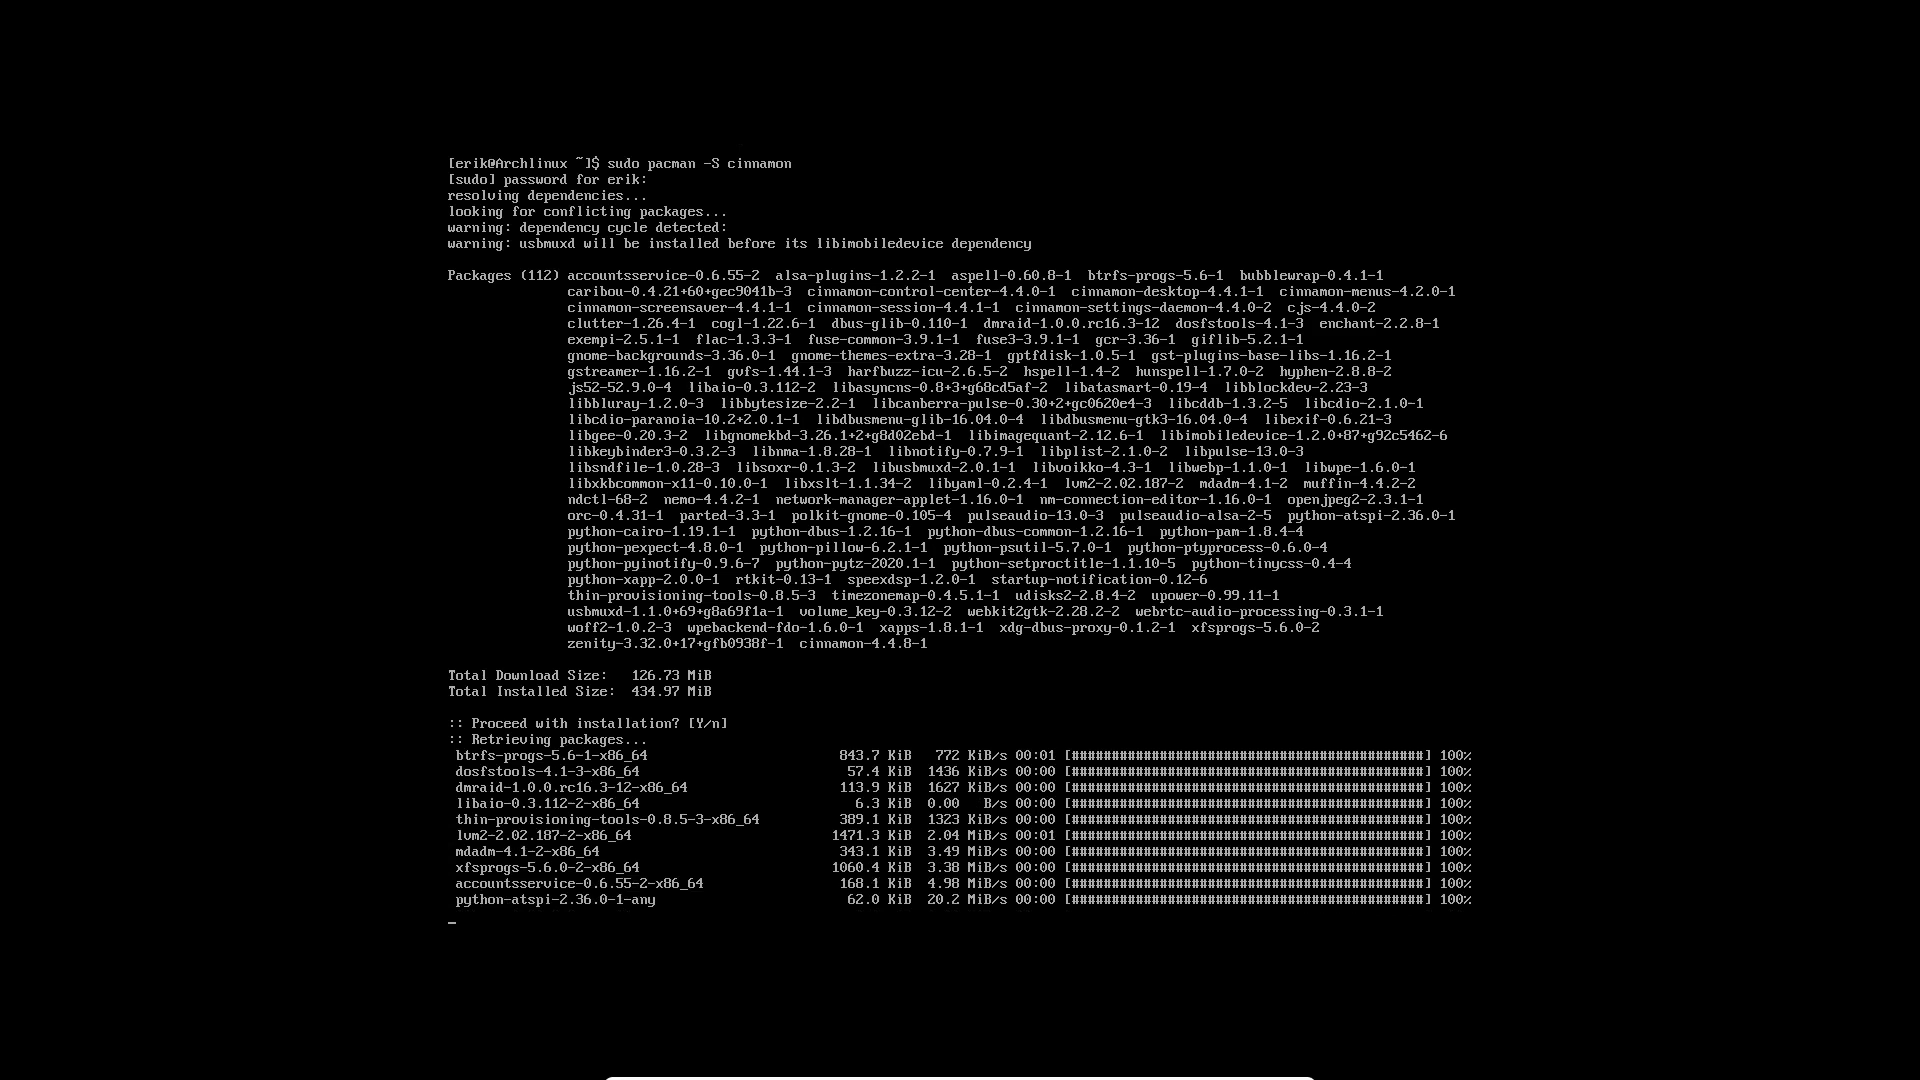 [erik@Archlinux ~]$ sudo pacman -S cinnamon
[sudo] password for erik:
resolving dependencies...
looking for conflicting packages...
warning: dependency cycle detected:
warning: usbmuxd will be installed before its libimobiledevice dependency
Packages (112) accountsservice-0.6.55-2  alsa-plugins-1.2.2-1  aspell-0.60.8-1  btrfs-progs-5.6-1  bubblewrap-0.4.1-1
caribou-0.4.21+60+gec9041b-3  cinnamon-control-center-4.4.0-1  cinnamon-desktop-4.4.1-1  cinnamon-menus-4.2.0-1
cinnamon-screensaver-4.4.1-1  cinnamon-session-4.4.1-1  cinnamon-settings-daemon-4.4.0-2  cjs-4.4.0-2
clutter-1.26.4-1  cogl-1.22.6-1  dbus-glib-0.110-1  dmraid-1.0.0.rc16.3-12  dosfstools-4.1-3  enchant-2.2.8-1
exempi-2.5.1-1  flac-1.3.3-1  fuse-common-3.9.1-1  fuse3-3.9.1-1  gcr-3.36-1  giflib-5.2.1-1
gnome-backgrounds-3.36.0-1  gnome-themes-extra-3.28-1  gptfdisk-1.0.5-1  gst-plugins-base-libs-1.16.2-1
gstreamer-1.16.2-1  gvfs-1.44.1-3  harfbuzz-icu-2.6.5-2  hspell-1.4-2  hunspell-1.7.0-2  hyphen-2.8.8-2
js52-52.9.0-4  libaio-0.3.112-2  libasyncns-0.8+3+g68cd5af-2  libatasmart-0.19-4  libblockdev-2.23-3
libbluray-1.2.0-3  libbytesize-2.2-1  libcanberra-pulse-0.30+2+gc0620e4-3  libcddb-1.3.2-5  libcdio-2.1.0-1
libcdio-paranoia-10.2+2.0.1-1  libdbusmenu-glib-16.04.0-4  libdbusmenu-gtk3-16.04.0-4  libexif-0.6.21-3
libgee-0.20.3-2  libgnomekbd-3.26.1+2+g8d02ebd-1  libimagequant-2.12.6-1  libimobiledevice-1.2.0+87+g92c5462-6
libkeybinder3-0.3.2-3  libnma-1.8.28-1  libnotify-0.7.9-1  libplist-2.1.0-2  libpulse-13.0-3
libsndfile-1.0.28-3  libsoxr-0.1.3-2  libusbmuxd-2.0.1-1  libvoikko-4.3-1  libwebp-1.1.0-1  libwpe-1.6.0-1
libxkbcommon-x11-0.10.0-1  libxslt-1.1.34-2  libyaml-0.2.4-1  lvm2-2.02.187-2  mdadm-4.1-2  muffin-4.4.2-2
ndctl-68-2  nemo-4.4.2-1  network-manager-applet-1.16.0-1  nm-connection-editor-1.16.0-1  openjpeg2-2.3.1-1
orc-0.4.31-1  parted-3.3-1  polkit-gnome-0.105-4  pulseaudio-13.0-3  pulseaudio-alsa-2-5  python-atspi-2.36.0-1
python-cairo-1.19.1-1  python-dbus-1.2.16-1  python-dbus-common-1.2.16-1  python-pam-1.8.4-4
python-pexpect-4.8.0-1  python-pillow-6.2.1-1  python-psutil-5.7.0-1  python-ptyprocess-0.6.0-4
python-pyinotify-0.9.6-7  python-pytz-2020.1-1  python-setproctitle-1.1.10-5  python-tinycss-0.4-4
python-xapp-2.0.0-1  rtkit-0.13-1  speexdsp-1.2.0-1  startup-notification-0.12-6
thin-provisioning-tools-0.8.5-3  timezonemap-0.4.5.1-1  udisks2-2.8.4-2  upower-0.99.11-1
usbmuxd-1.1.0+69+g8a69f1a-1  volume_key-0.3.12-2  webkit2gtk-2.28.2-2  webrtc-audio-processing-0.3.1-1
woff2-1.0.2-3  wpebackend-fdo-1.6.0-1  xapps-1.8.1-1  xdg-dbus-proxy-0.1.2-1  xfsprogs-5.6.0-2
zenity-3.32.0+17+gfb0938f-1  cinnamon-4.4.8-1
Total Download Size:   126.73 MiB
Total Installed Size:  434.97 MiB
:: Proceed with installation? [Y/n]
:: Retrieving packages...
btrfs-progs-5.6-1-x86_64  843.7 KiB  772 KiB/s 00:01 [############################################] 100%
dosfstools-4.1-3-x86_64  57.4 KiB  1436 KiB/s 00:00 [############################################] 100%
dmraid-1.0.0.rc16.3-12-x86_64  113.9 KiB  1627 KiB/s 00:00 [############################################] 100%
libaio-0.3.112-2-x86_64  6.3 KiB  0.00 B/s 00:00 [############################################] 100%
thin-provisioning-tools-0.8.5-3-x86_64  389.1 KiB  1323 KiB/s 00:00 [############################################] 100%
lvm2-2.02.187-2-x86_64  1471.3 KiB  2.04 MiB/s 00:01 [############################################] 100%
mdadm-4.1-2-x86_64  343.1 KiB  3.49 MiB/s 00:00 [############################################] 100%
xfsprogs-5.6.0-2-x86_64  1060.4 KiB  3.38 MiB/s 00:00 [############################################] 100%
accountsservice-0.6.55-2-x86_64  168.1 KiB  4.98 MiB/s 00:00 [############################################] 100%
python-atspi-2.36.0-1-any  62.0 KiB  20.2 MiB/s 00:00 [############################################] 100%